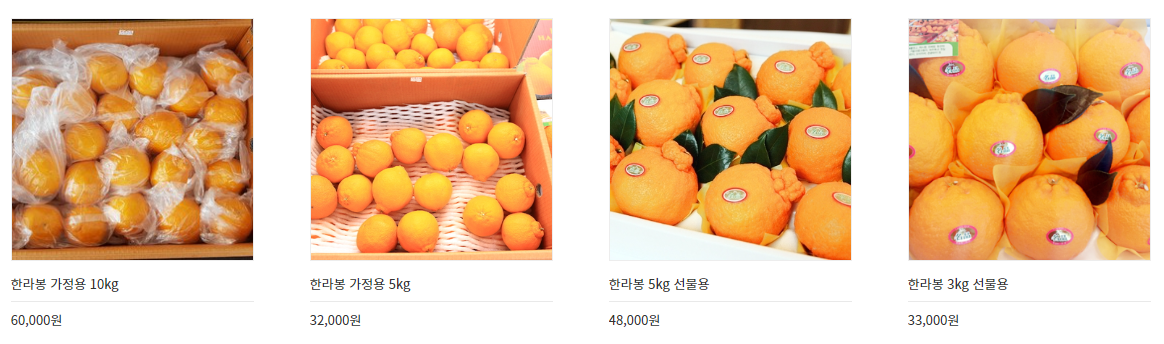 한라봉 가정용 10kg
60,000원
한라봉 가정용 5kg
32,000원
한라봉 5kg 선물용
48,000원
한라봉 3kg 선물용
33,000원